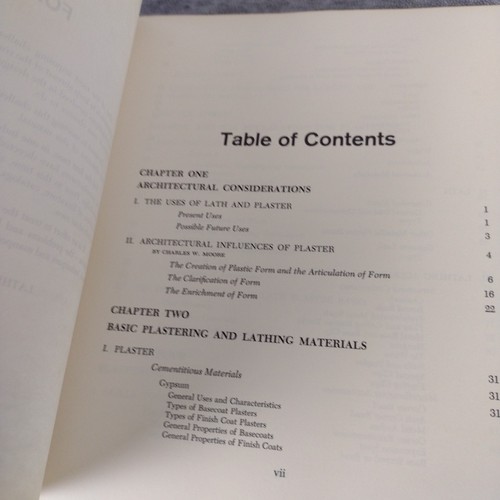 Table of Contents
CHAPTER ONE
ARCHITECTURAL CONSIDERATIONS
I. THE USES OF LATH AND PLASTER 1
Present Uses 1
Possible Future Uses 3
II. ARCHITECTURAL INFLUENCES OF PLASTER 4
BY CHARLES W. MOORE
The Creation of Plastic Form and the Articulation of Form 6
The Clarification of Form 16
The Enrichment of Form 22
CHAPTER TWO
BASIC PLASTERING AND LATHING MATERIALS
I. PLASTER 31
Cementitious Materials 31
Gypsum 31
General Uses and Characteristics
Types of Basecoat Plasters
Types of Finish Coat Plasters
General Properties of Basecoats
General Properties of Finish Coats
vii